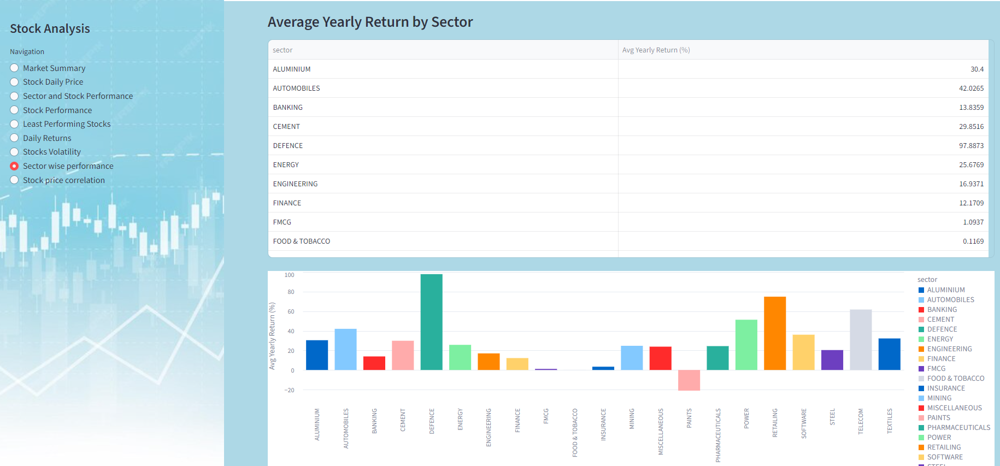 Stock Analysis
Navigation
Market Summary
Stock Daily Price
Sector and Stock Performance
Stock Performance
Least Performing Stocks
Daily Returns
Stocks Volatility
Sector wise performance
Stock price correlation
Average Yearly Return by Sector
sector Avg Yearly Return (%)
ALUMINIUM 30.4
AUTOMOBILES 42.0265
BANKING 13.8359
CEMENT 29.8516
DEFENCE 97.8873
ENERGY 25.6769
ENGINEERING 16.9371
FINANCE 12.1709
FMCG 1.0937
FOOD & TOBACCO 0.1169
Avg Yearly Return (%)
100
80
60
40
20
0
−20
ALUMINIUM
AUTOMOBILES
BANKING
CEMENT
DEFENCE
ENERGY
ENGINEERING
FINANCE
FMCG
FOOD & TOBACCO
INSURANCE
MINING
MISCELLANEOUS
PAINTS
PHARMACEUTICALS
POWER
RETAILING
SOFTWARE
STEEL
TELECOM
TEXTILES
sector
ALUMINIUM
AUTOMOBILES
BANKING
CEMENT
DEFENCE
ENERGY
ENGINEERING
FINANCE
FMCG
FOOD & TOBACCO
INSURANCE
MINING
MISCELLANEOUS
PAINTS
PHARMACEUTICALS
POWER
RETAILING
SOFTWARE